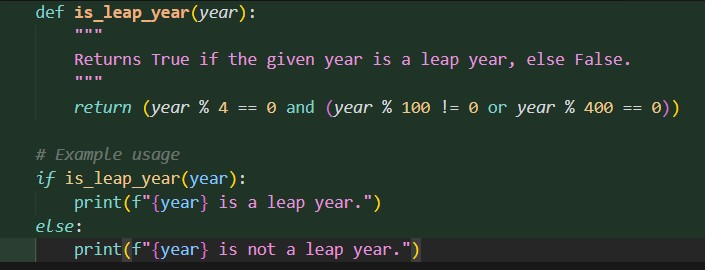 def is_leap_year(year):
    """
    Returns True if the given year is a leap year, else False.
    """
    return (year % 4 == 0 and (year % 100 != 0 or year % 400 == 0))

# Example usage
if is_leap_year(year):
    print(f"{year} is a leap year.")
else:
    print(f"{year} is not a leap year.")